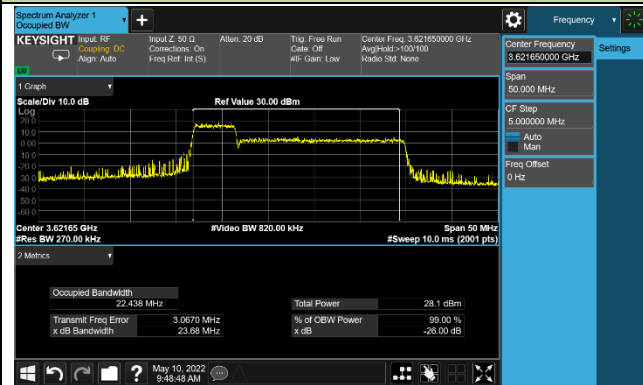 Spectrum Analyzer 1
Occupied BW
Frequency
KEYSIGHT
Input: RF
Coupling: DC
Align: Auto
Input Z: 50 Ω
Corrections: On
Freq Ref: Int (S)
Atten: 20 dB
Trig: Free Run
Gate: Off
#IF Gain: Low
Center Freq: 3.621650000 GHz
Avg|Hold:>100/100
Radio Std: None
Center Frequency
3.621650000 GHz
Settings
Span
50.000 MHz
CF Step
5.000000 MHz
Auto
Man
Freq Offset
0 Hz
1 Graph
Scale/Div 10.0 dB
Ref Value 30.00 dBm
Log
20.0
10.0
0.00
-10.0
-20.0
-30.0
-40.0
-50.0
-60.0
Center 3.62165 GHz
#Video BW 820.00 kHz
Span 50 MHz
#Res BW 270.00 kHz
#Sweep 10.0 ms (2001 pts)
2 Metrics
Occupied Bandwidth
22.438 MHz
Total Power 28.1 dBm
Transmit Freq Error 3.0670 MHz
% of OBW Power 99.00 %
x dB Bandwidth 23.68 MHz
x dB -26.00 dB
May 10, 2022
9:48:48 AM